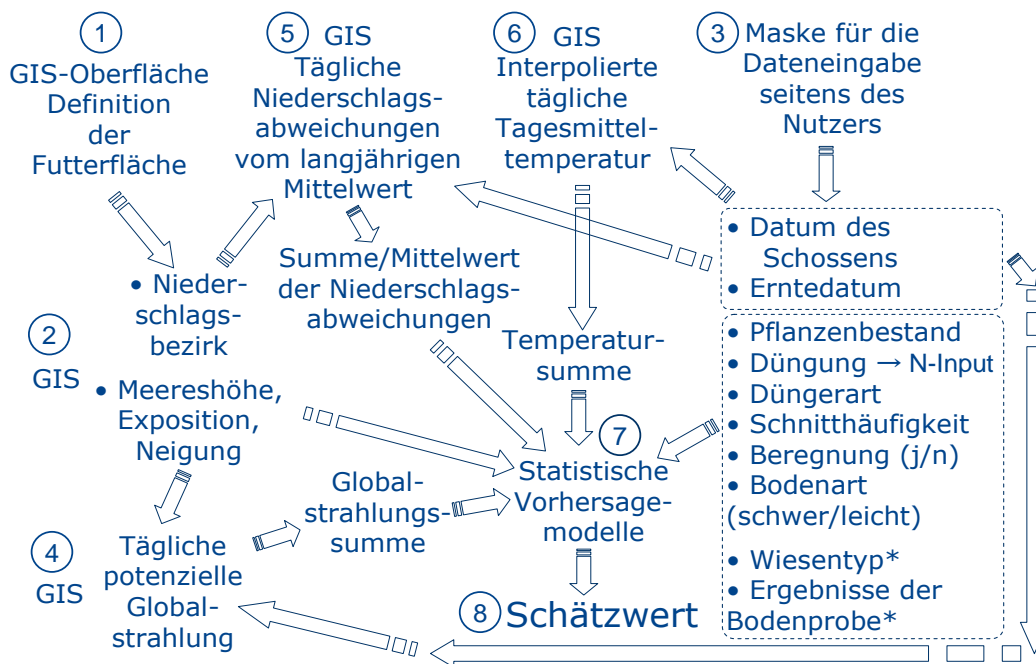 1
GIS-Oberfläche
Definition
der
Futterfläche
5 GIS
Tägliche
Niederschlags-
abweichungen
vom langjährigen
Mittelwert
6 GIS
Interpolierte
tägliche
Tagesmittel-
temperatur
3 Maske für die
Dateneingabe
seitens des
Nutzers
• Datum des
Schossens
• Erntedatum
• Nieder-
schlags-
bezirk
2
GIS
• Meereshöhe,
Exposition,
Neigung
Summe/Mittelwert
der Niederschlags-
abweichungen
Temperatur-
summe
• Pflanzenbestand
• Düngung → N-Input
• Düngerart
• Schnitthäufigkeit
• Beregnung (j/n)
• Bodenart
(schwer/leicht)
• Wiesentyp*
• Ergebnisse der
Bodenprobe*
7
Statistische
Vorhersage-
modelle
Global-
strahlungs-
summe
4
GIS
Tägliche
potenzielle
Global-
strahlung
8 Schätzwert